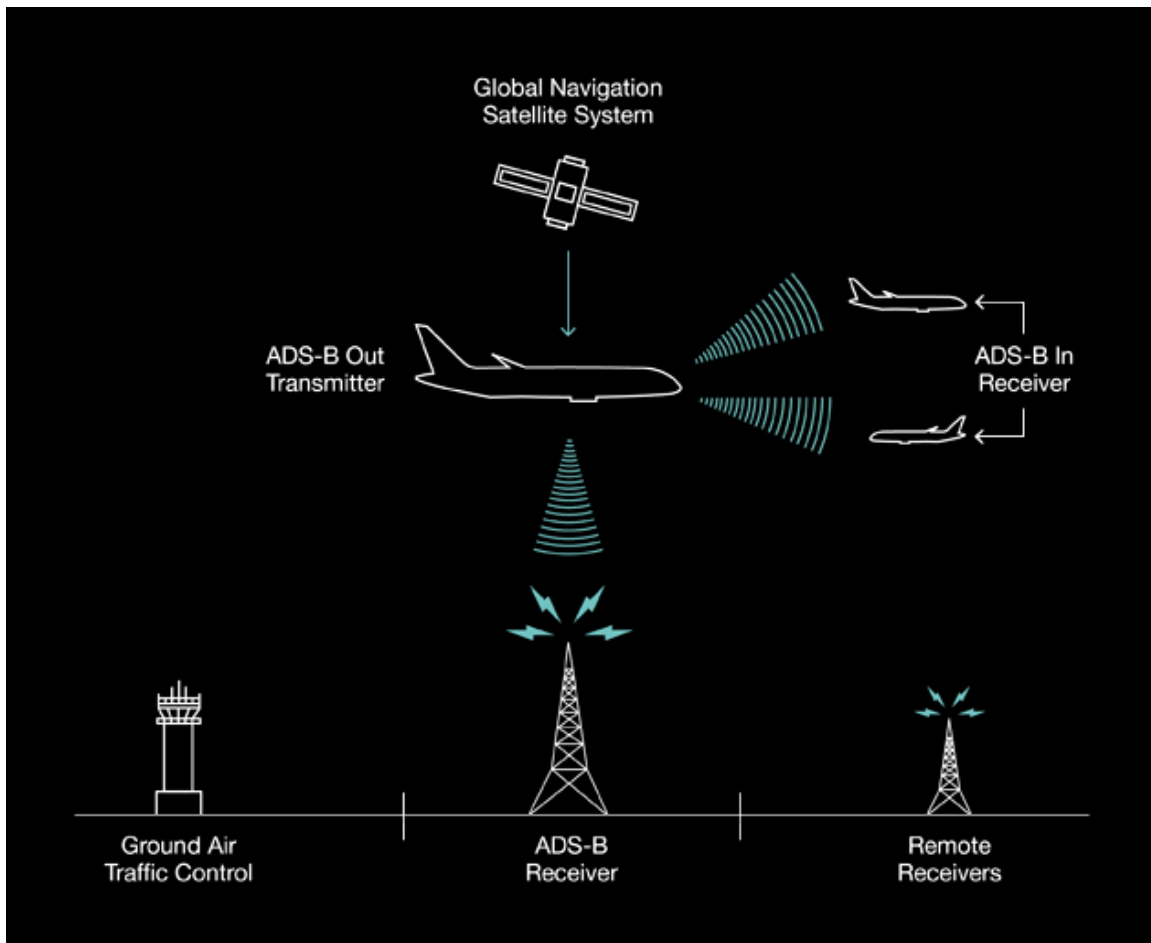 Global Navigation
Satellite System
ADS-B Out
Transmitter
ADS-B In
Receiver
Ground Air
Traffic Control
ADS-B
Receiver
Remote
Receivers